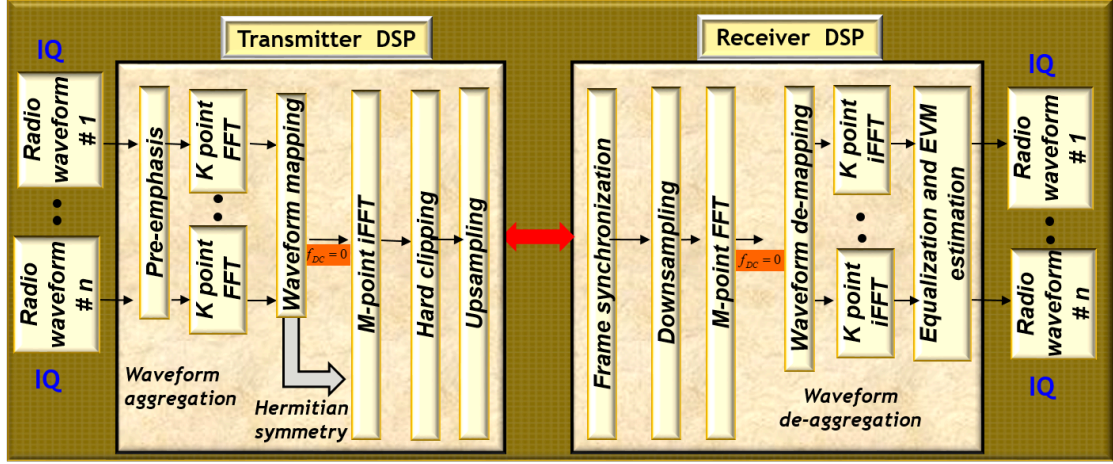 Transmitter DSP
Receiver DSP
IQ
Radio
waveform
# 1
Radio
waveform
# n
IQ
Pre-emphasis
K point
FFT
K point
FFT
Waveform mapping
f_DC = 0
M-point iFFT
Hard clipping
Upsampling
Waveform
aggregation
Hermitian
symmetry
Frame synchronization
Downsampling
M-point FFT
f_DC = 0
Waveform de-mapping
K point
iFFT
K point
iFFT
Equalization and EVM
estimation
Waveform
de-aggregation
IQ
Radio
waveform
# 1
Radio
waveform
# n
IQ